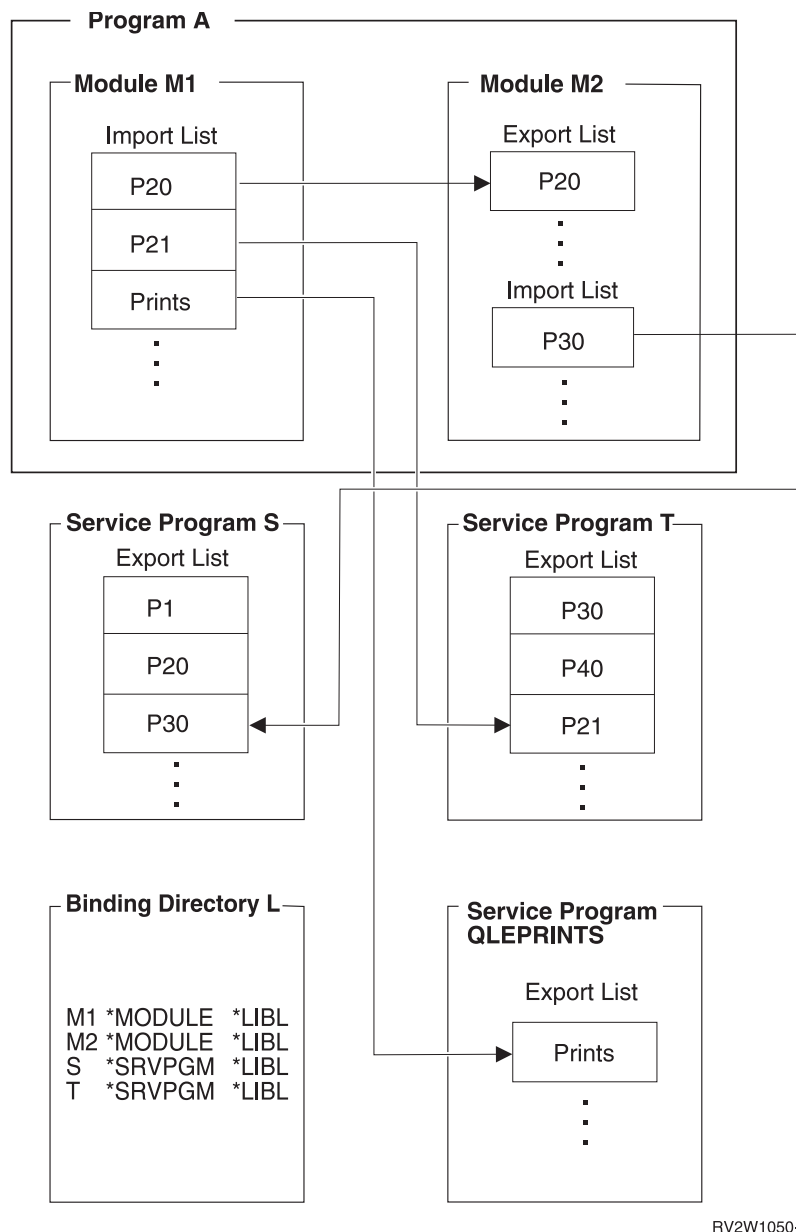 Program A
Module M1
Import List
P20
P21
Prints
Module M2
Export List
P20
Import List
P30
Service Program S
Export List
P1
P20
P30
Service Program T
Export List
P30
P40
P21
Binding Directory L
M1 *MODULE *LIBL
M2 *MODULE *LIBL
S *SRVPGM *LIBL
T *SRVPGM *LIBL
Service Program
QLEPRINTS
Export List
Prints